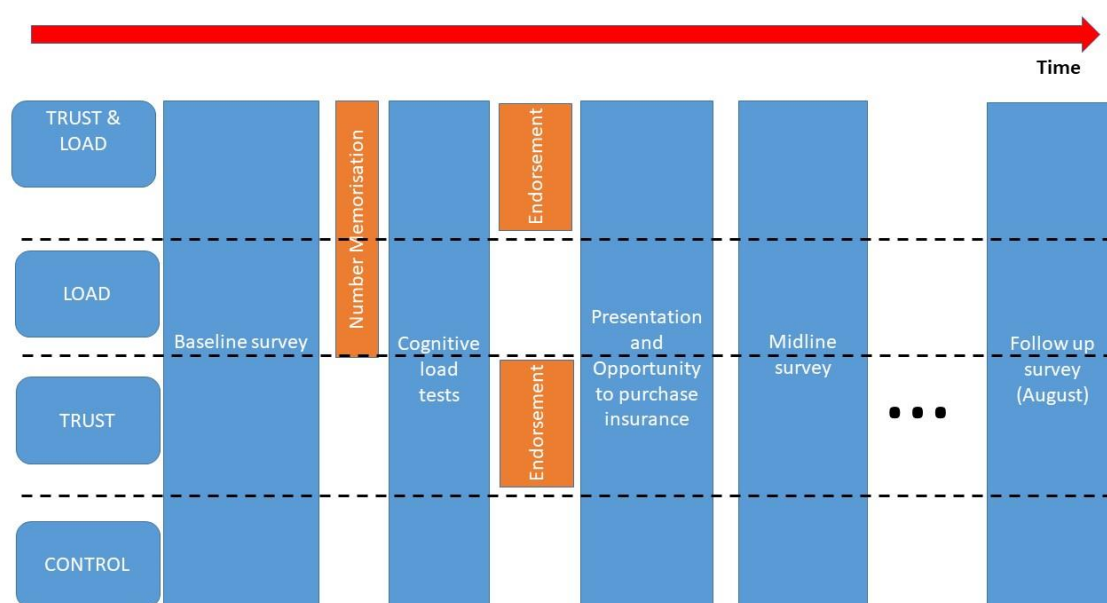 Time
TRUST &
LOAD
LOAD
TRUST
CONTROL
Baseline survey
Number Memorisation
Cognitive
load
tests
Endorsement
Endorsement
Presentation
and
Opportunity
to purchase
insurance
Midline
survey
...
Follow up
survey
(August)